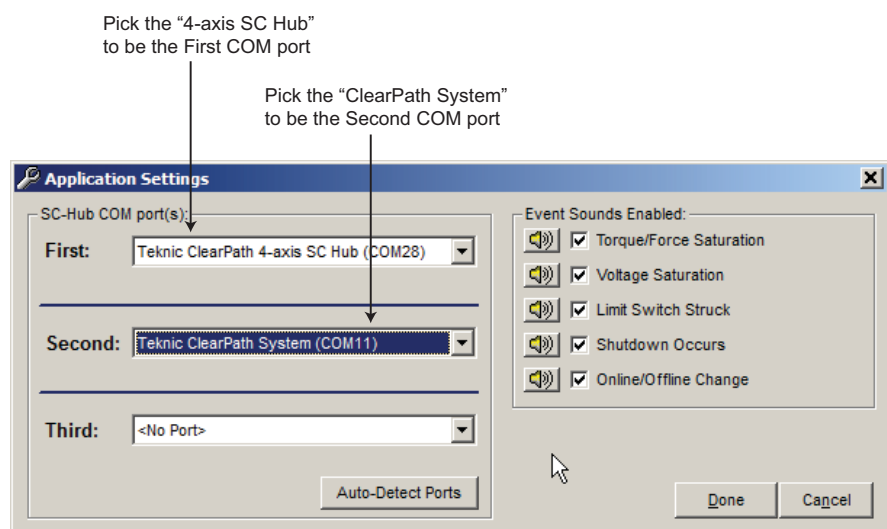 Pick the “4-axis SC Hub”
to be the First COM port
Pick the “ClearPath System”
to be the Second COM port
Application Settings
SC-Hub COM port(s):
First:
Teknic ClearPath 4-axis SC Hub (COM28)
Second:
Teknic ClearPath System (COM11)
Third:
<No Port>
Auto-Detect Ports
Event Sounds Enabled:
Torque/Force Saturation
Voltage Saturation
Limit Switch Struck
Shutdown Occurs
Online/Offline Change
Done
Cancel